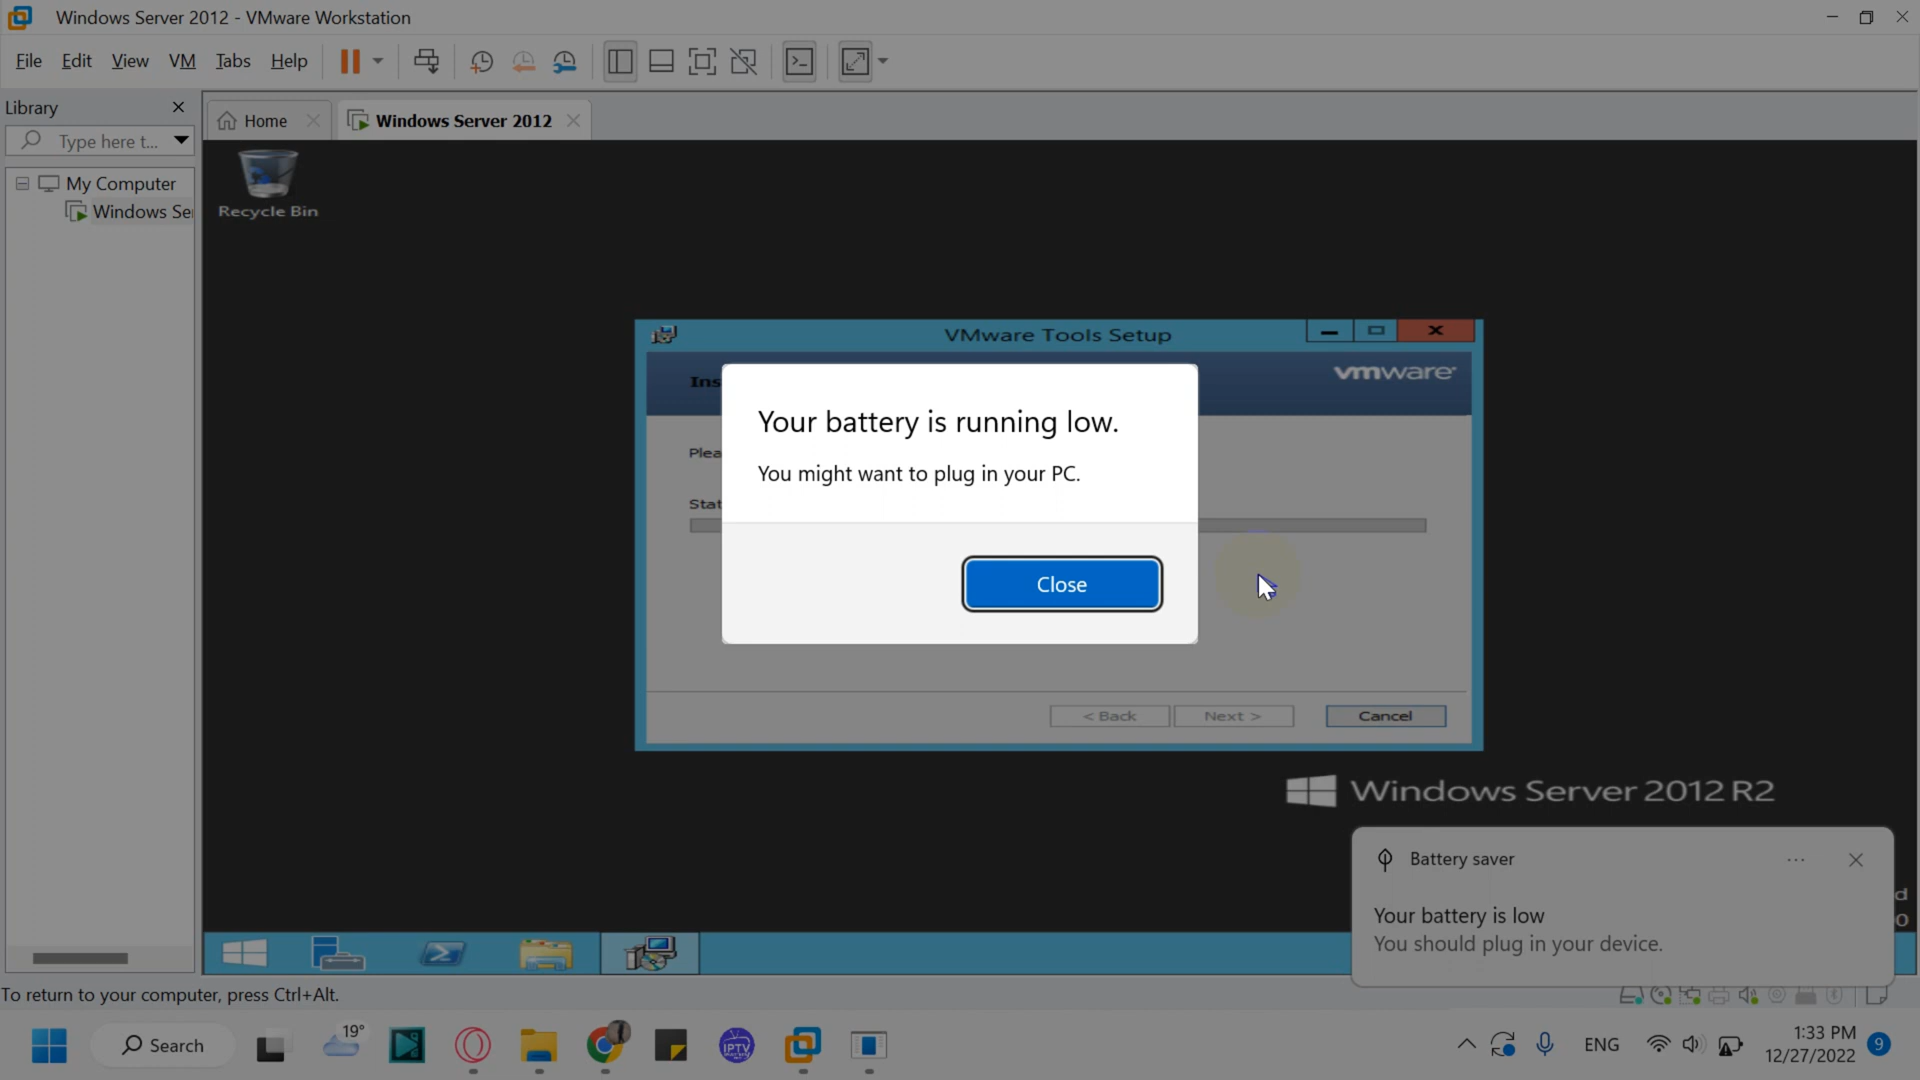 Windows Server 2012 - VMware Workstation
File Edit View VM Tabs Help
Library
Type here t...
Home
Windows Server 2012
My Computer
Windows Ser
Recycle Bin
VMware Tools Setup
Ins
vmware
Plea
Stat
Your battery is running low.
You might want to plug in your PC.
Close
< Back
Next >
Cancel
Windows Server 2012 R2
Battery saver
Your battery is low
You should plug in your device.
d
0
To return to your computer, press Ctrl+Alt.
Search
19°
IPTV
ENG
1:33 PM
12/27/2022
9